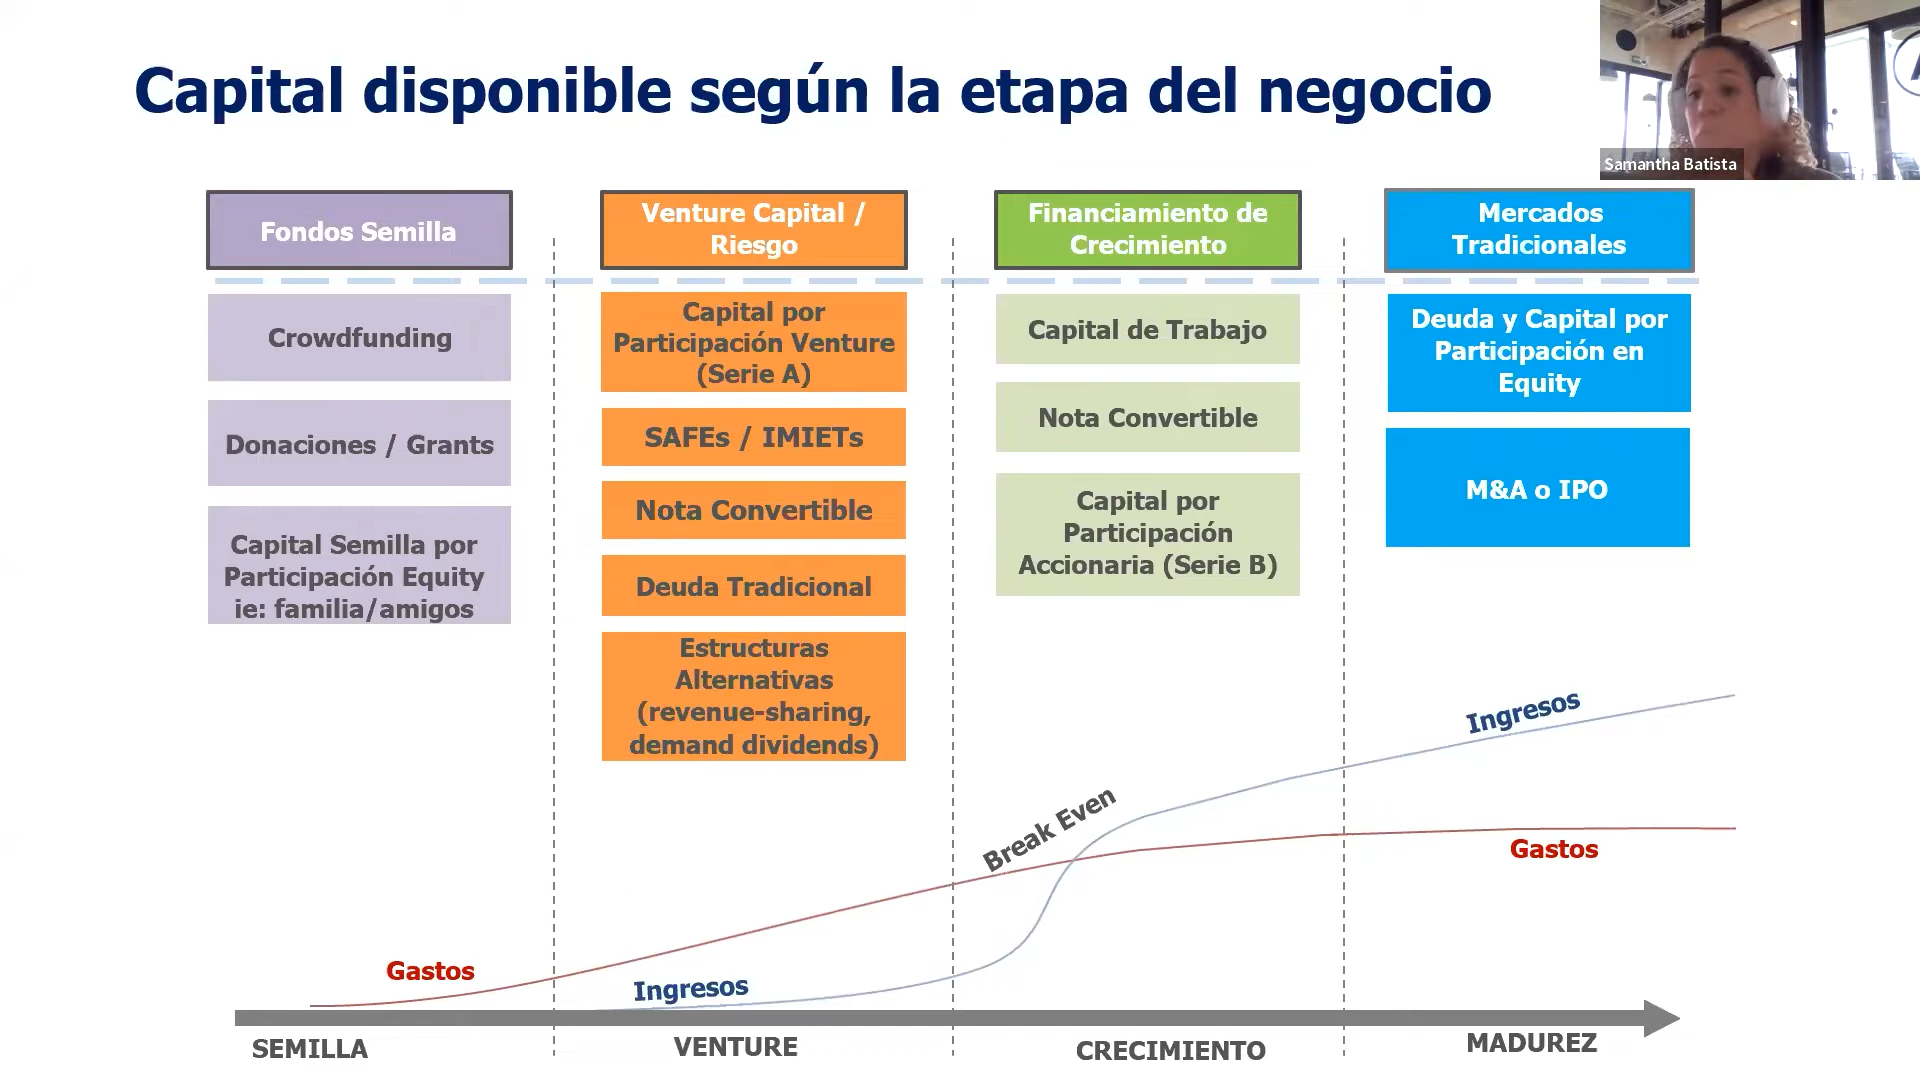 Capital disponible según la etapa del negocio
Samantha Batista
Fondos Semilla
Crowdfunding
Donaciones / Grants
Capital Semilla por
Participación Equity
ie: familia/amigos
Venture Capital /
Riesgo
Capital por
Participación Venture
(Serie A)
SAFEs / IMIETs
Nota Convertible
Deuda Tradicional
Estructuras
Alternativas
(revenue-sharing,
demand dividends)
Financiamiento de
Crecimiento
Capital de Trabajo
Nota Convertible
Capital por
Participación
Accionaria (Serie B)
Mercados
Tradicionales
Deuda y Capital por
Participación en
Equity
M&A o IPO
Ingresos
Break Even
Gastos
Gastos
Ingresos
SEMILLA
VENTURE
CRECIMIENTO
MADUREZ